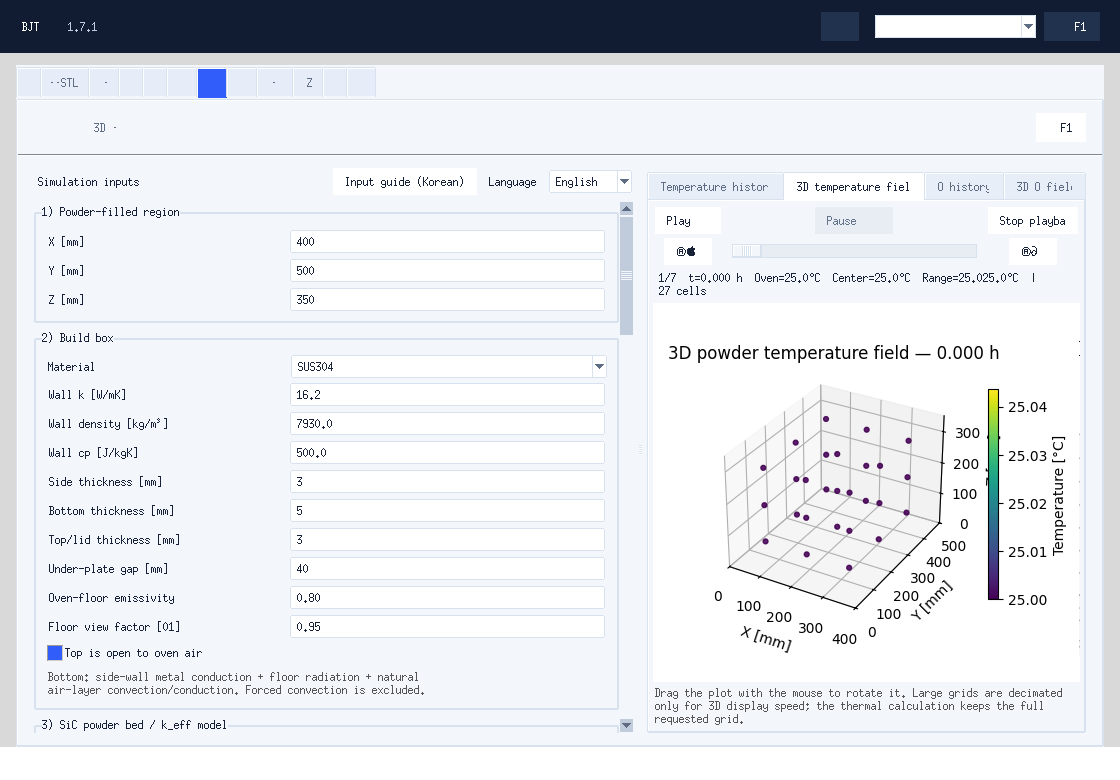 BJT 1.7.1
F1
--STL - - Z
3D -
F1
Simulation inputs
Input guide (Korean)
Language
English
1) Powder-filled region
X [mm] 400
Y [mm] 500
Z [mm] 350
2) Build box
Material SUS304
Wall k [W/mK] 16.2
Wall density [kg/m³] 7930.0
Wall cp [J/kgK] 500.0
Side thickness [mm] 3
Bottom thickness [mm] 5
Top/lid thickness [mm] 3
Under-plate gap [mm] 40
Oven-floor emissivity 0.80
Floor view factor [01] 0.95
Top is open to oven air
Bottom: side-wall metal conduction + floor radiation + natural
air-layer convection/conduction. Forced convection is excluded.
3) SiC powder bed / k_eff model
Temperature histor
3D temperature fiel
O history
3D O fiel
Play
Pause
Stop playba
1/7 t=0.000 h Oven=25.0°C Center=25.0°C Range=25.025.0°C |
27 cells
3D powder temperature field — 0.000 h
300
200
100
0
500
400
300
200
100
0
0
100
200
300
400
X [mm]
Y [mm]
25.04
25.03
25.02
25.01
25.00
Temperature [°C]
Drag the plot with the mouse to rotate it. Large grids are decimated
only for 3D display speed; the thermal calculation keeps the full
requested grid.